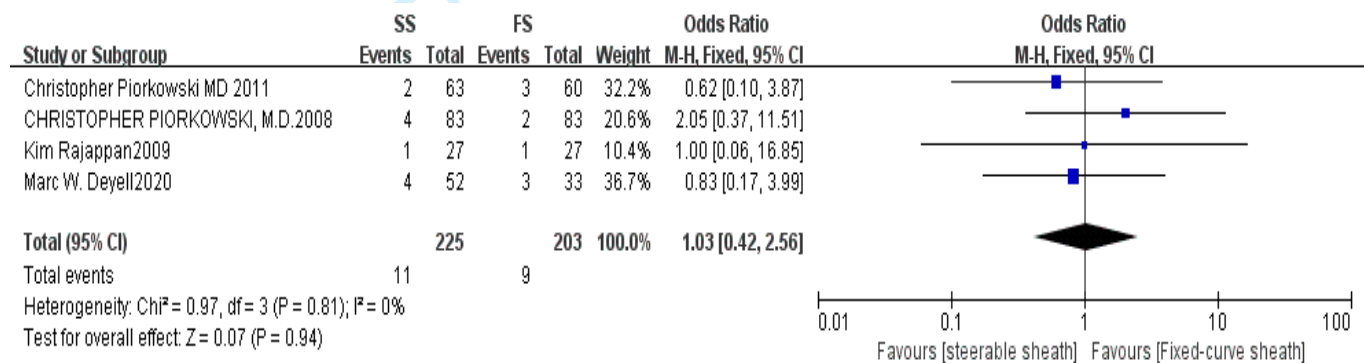 SS FS Odds Ratio Odds Ratio
Study or Subgroup Events Total Events Total Weight M-H, Fixed, 95% CI M-H, Fixed, 95% CI
Christopher Piorkowski MD 2011 2 63 3 60 32.2% 0.62 [0.10, 3.87]
CHRISTOPHER PIORKOWSKI, M.D.2008 4 83 2 83 20.6% 2.05 [0.37, 11.51]
Kim Rajappan2009 1 27 1 27 10.4% 1.00 [0.06, 16.85]
Marc W. Deyell2020 4 52 3 33 36.7% 0.83 [0.17, 3.99]
Total (95% CI) 225 203 100.0% 1.03 [0.42, 2.56]
Total events 11 9
Heterogeneity: Chi² = 0.97, df = 3 (P = 0.81); I² = 0%
Test for overall effect: Z = 0.07 (P = 0.94)
0.01 0.1 1 10 100
Favours [steerable sheath] Favours [Fixed-curve sheath]